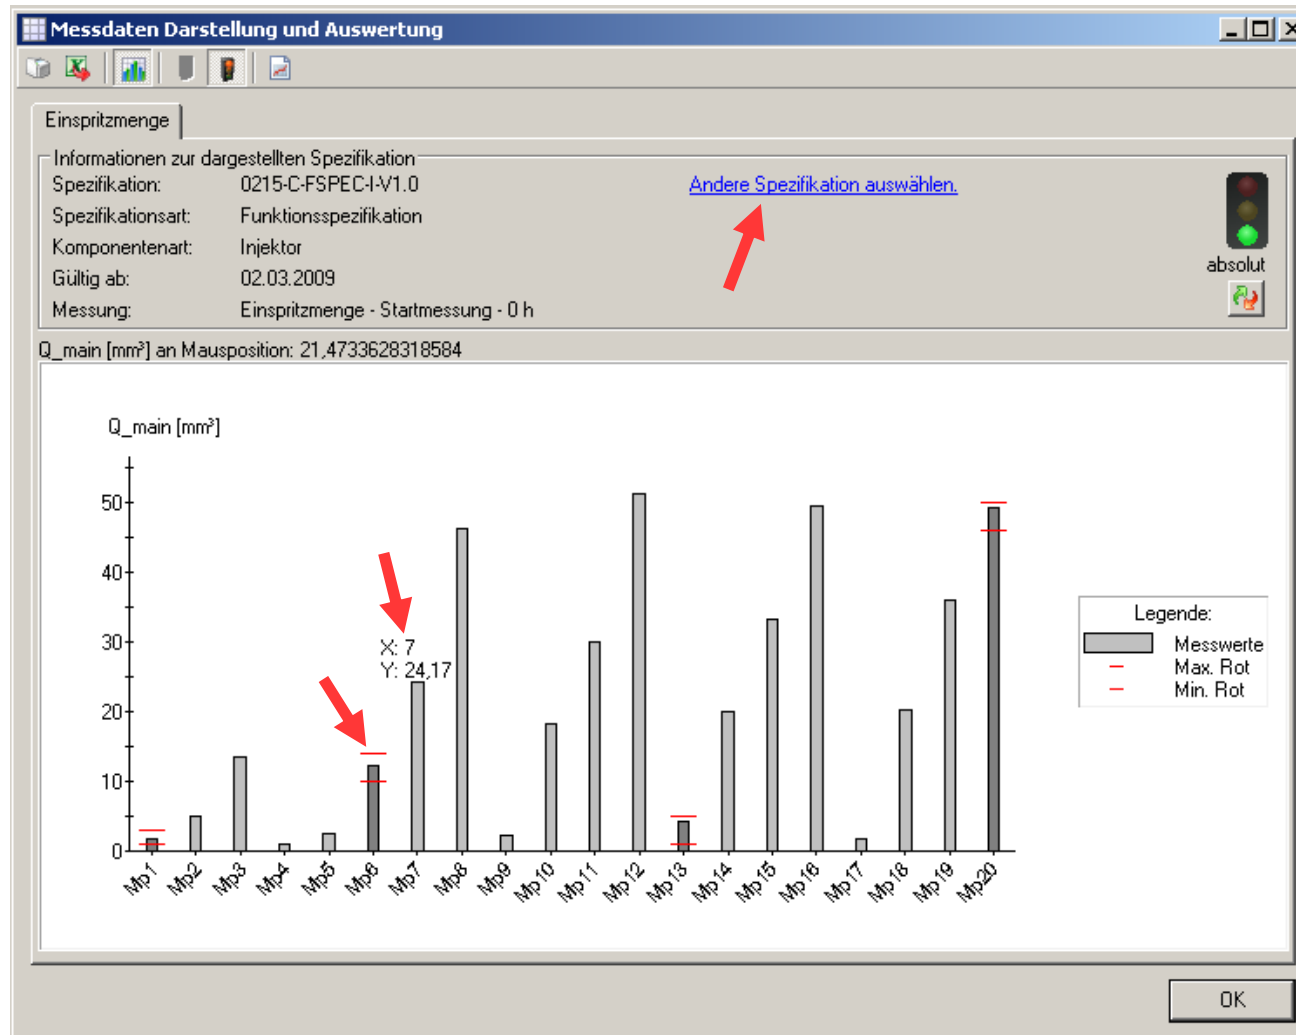 Messdaten Darstellung und Auswertung
Einspritzmenge
Informationen zur dargestellten Spezifikation
Spezifikation: 0215-C-FSPEC-I-V1.0 Andere Spezifikation auswählen.
Spezifikationsart: Funktionsspezifikation
Komponentenart: Injektor
Gültig ab: 02.03.2009
absolut
Messung: Einspritzmenge - Startmessung - 0 h
Q_main [mm³] an Mausposition: 21,4733628318584
Q_main [mm³]
50
40
30
20
10
0
X: 7
Y: 24,17
Mp1 Mp2 Mp3 Mp4 Mp5 Mp6 Mp7 Mp8 Mp9 Mp10 Mp11 Mp12 Mp13 Mp14 Mp15 Mp16 Mp17 Mp18 Mp19 Mp20
Legende:
Messwerte
Max. Rot
Min. Rot
OK